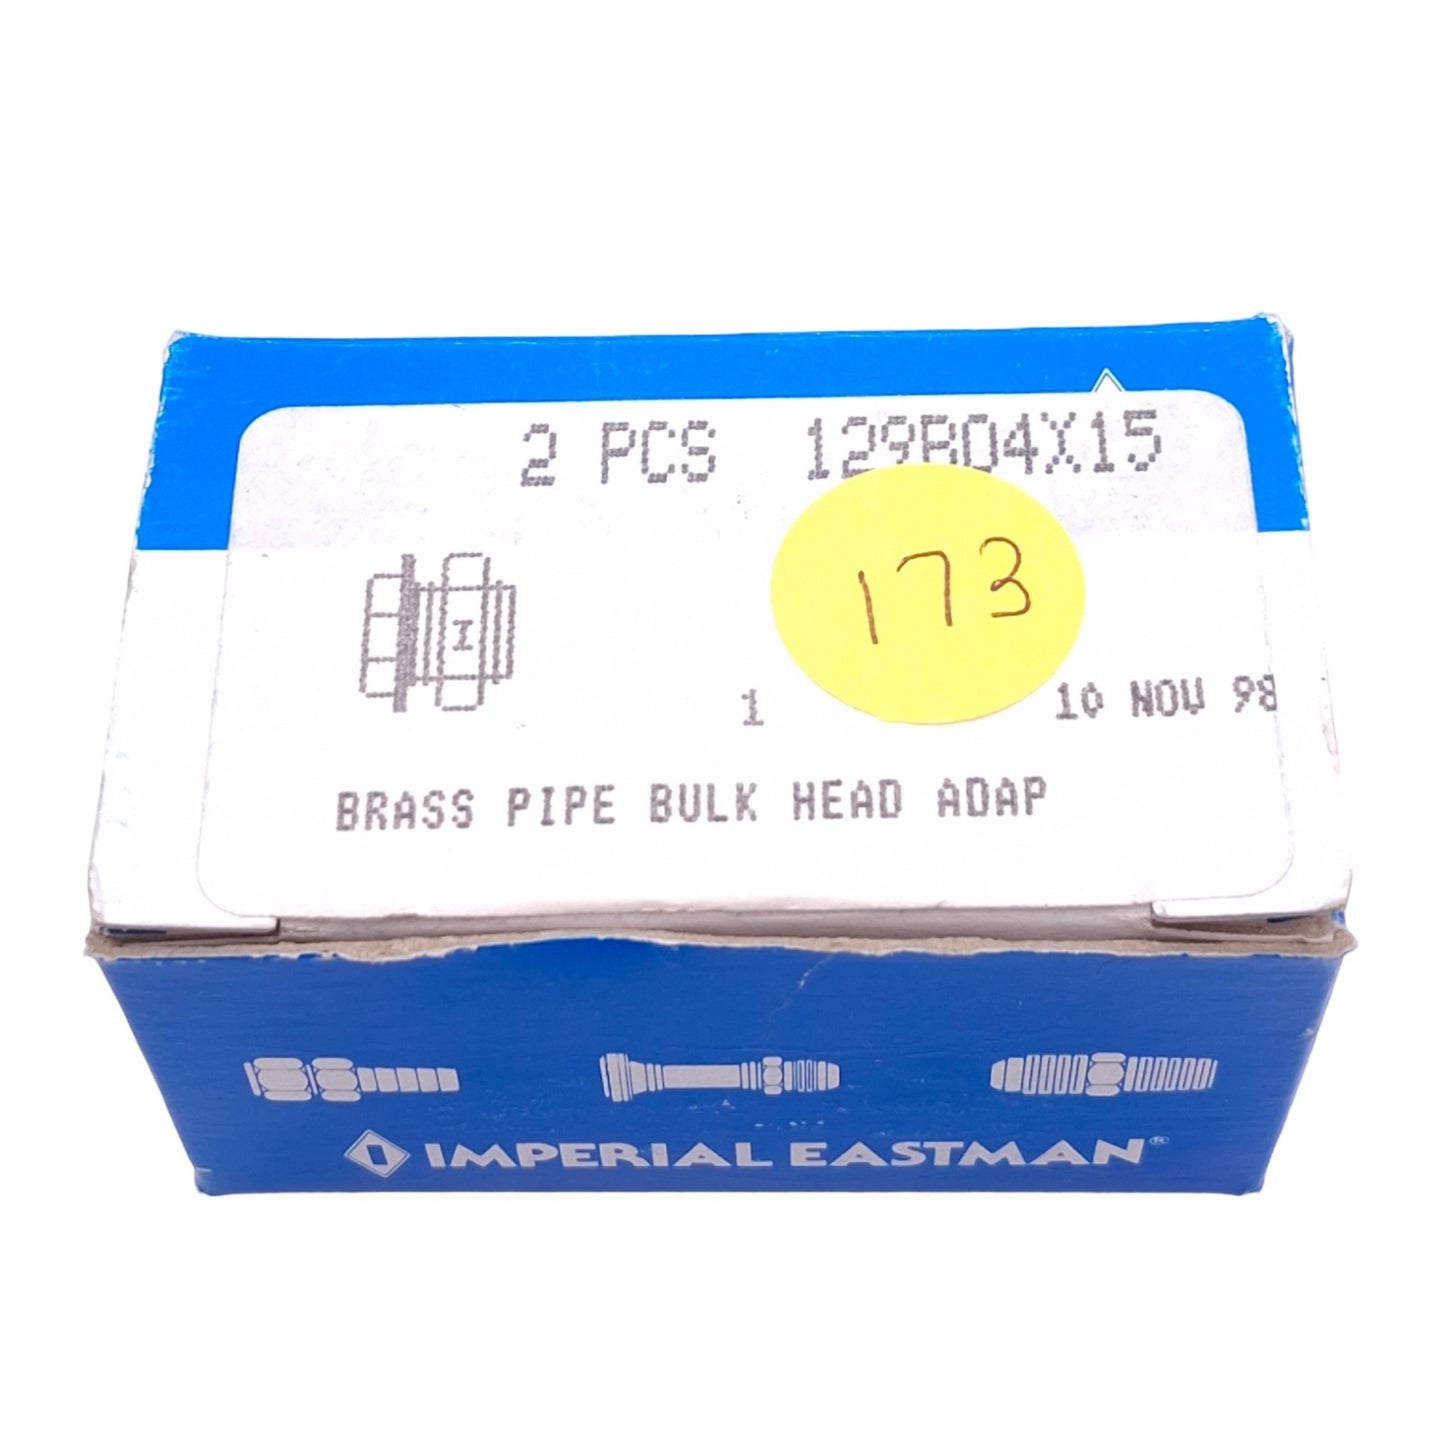 2 PCS 129B04X15
173
I
1 10 NOV 98
BRASS PIPE BULK HEAD ADAP
IMPERIAL EASTMAN®